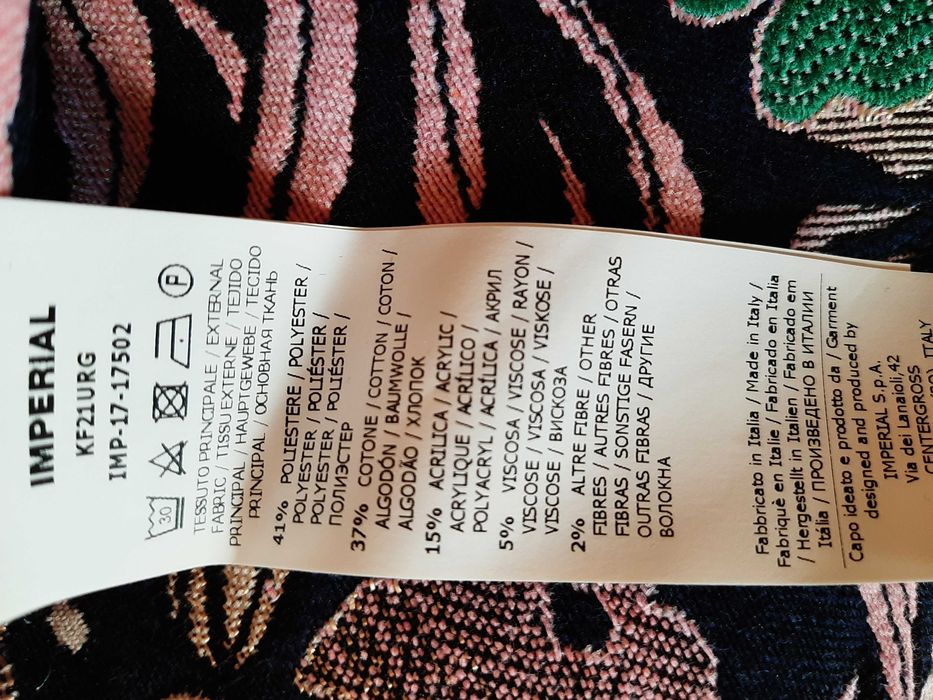 IMPERIAL
KF21URG
IMP-17-17502
30 P
TESSUTO PRINCIPALE / EXTERNAL
FABRIC / TISSU EXTERNE / TEJIDO
PRINCIPAL / HAUPTGEWEBE / TECIDO
PRINCIPAL / ОСНОВНАЯ ТКАНЬ
41% POLIESTERE / POLYESTER /
POLYESTER / POLIÉSTER /
POLYESTER / POLIÉSTER /
ПОЛИЭСТЕР
37% COTONE / COTTON / COTON /
ALGODÓN / BAUMWOLLE /
ALGODÃO / ХЛОПОК
15% ACRILICA / ACRYLIC /
ACRYLIQUE / ACRÍLICO /
POLYACRYL / ACRÍLICA / АКРИЛ
5% VISCOSA / VISCOSE / RAYON /
VISCOSE / VISCOSA / VISKOSE /
VISCOSE / ВИСКОЗА
2% ALTRE FIBRE / OTHER
FIBRES / AUTRES FIBRES / OTRAS
FIBRAS / SONSTIGE FASERN /
OUTRAS FIBRAS / ДРУГИЕ
ВОЛОКНА
Fabbricato in Italia / Made in Italy /
Fabriquè en Italie / Fabricado en Italia
/ Hergestellt in Italien / Fabricado em
Itália / ПРОИЗВЕДЕНО В ИТАЛИИ
Capo ideato e prodotto da / Garment
designed and produced by
IMPERIAL S.p.A.
Via dei Lanaioli,42
CENTERGROSS